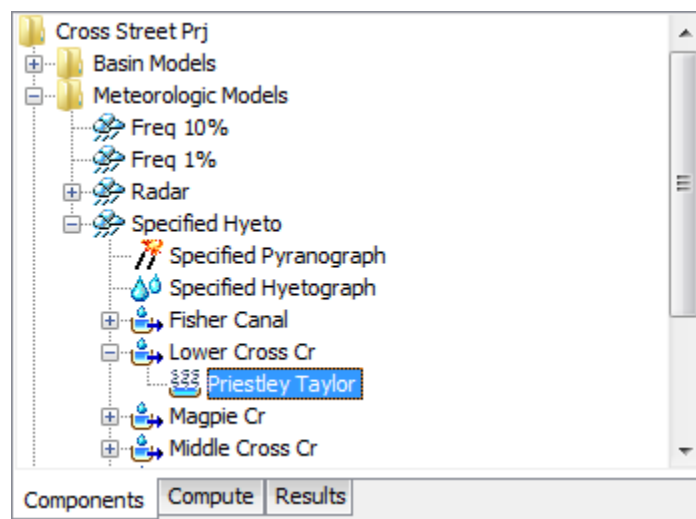 Cross Street Prj
Basin Models
Meteorologic Models
Freq 10%
Freq 1%
Radar
Specified Hyeto
Specified Pyranograph
Specified Hyetograph
Fisher Canal
Lower Cross Cr
Priestley Taylor
Magpie Cr
Middle Cross Cr
Components Compute Results